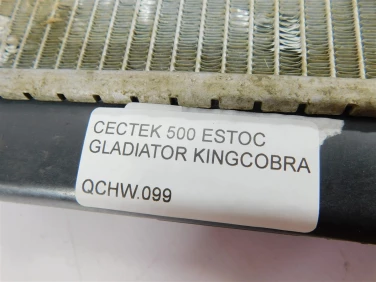 CECTEK 500 ESTOC
GLADIATOR KINGCOBRA
QCHW.099